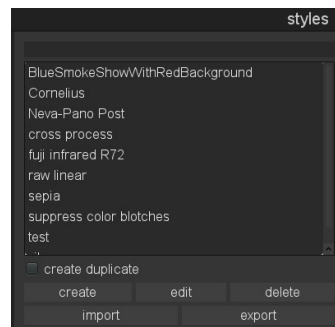 styles
BlueSmokeShowWithRedBackground
Cornelius
Neva-Pano Post
cross process
fuji infrared R72
raw linear
sepia
suppress color blotches
test
create duplicate
create edit delete
import export